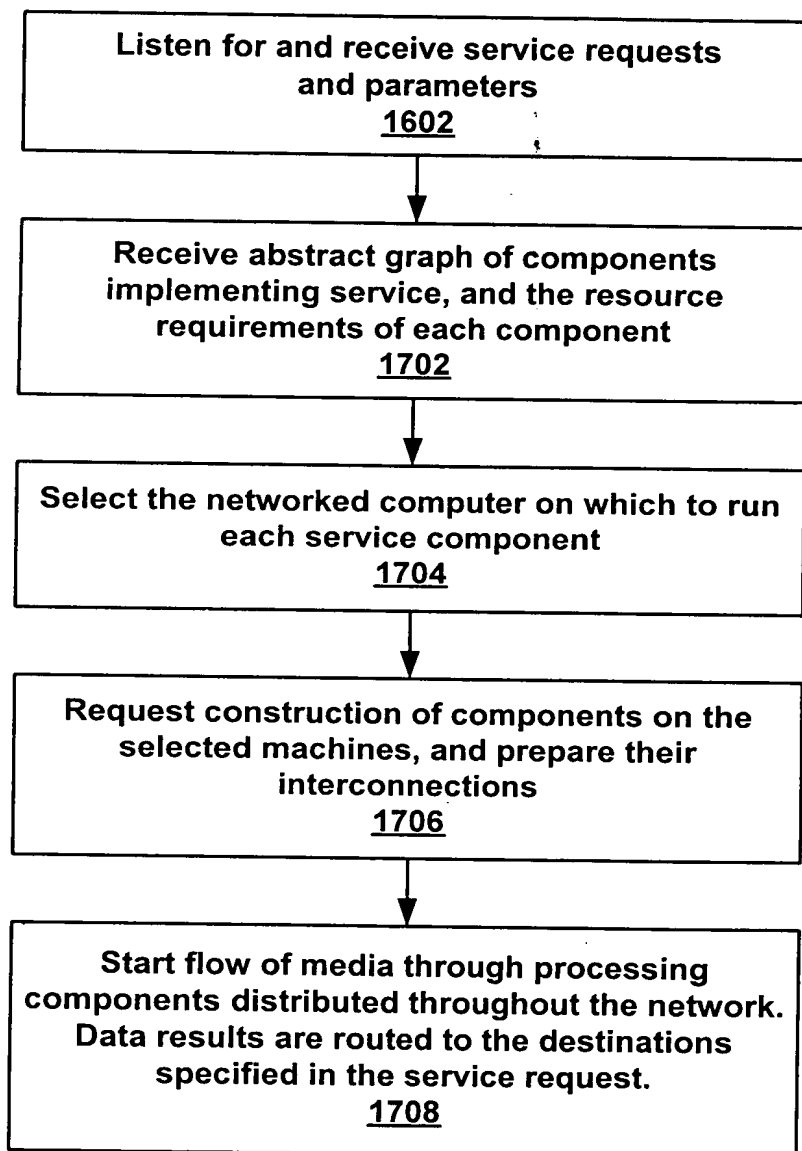 Listen for and receive service requests
and parameters
1602
Receive abstract graph of components
implementing service, and the resource
requirements of each component
1702
Select the networked computer on which to run
each service component
1704
Request construction of components on the
selected machines, and prepare their
interconnections
1706
Start flow of media through processing
components distributed throughout the network.
Data results are routed to the destinations
specified in the service request.
1708